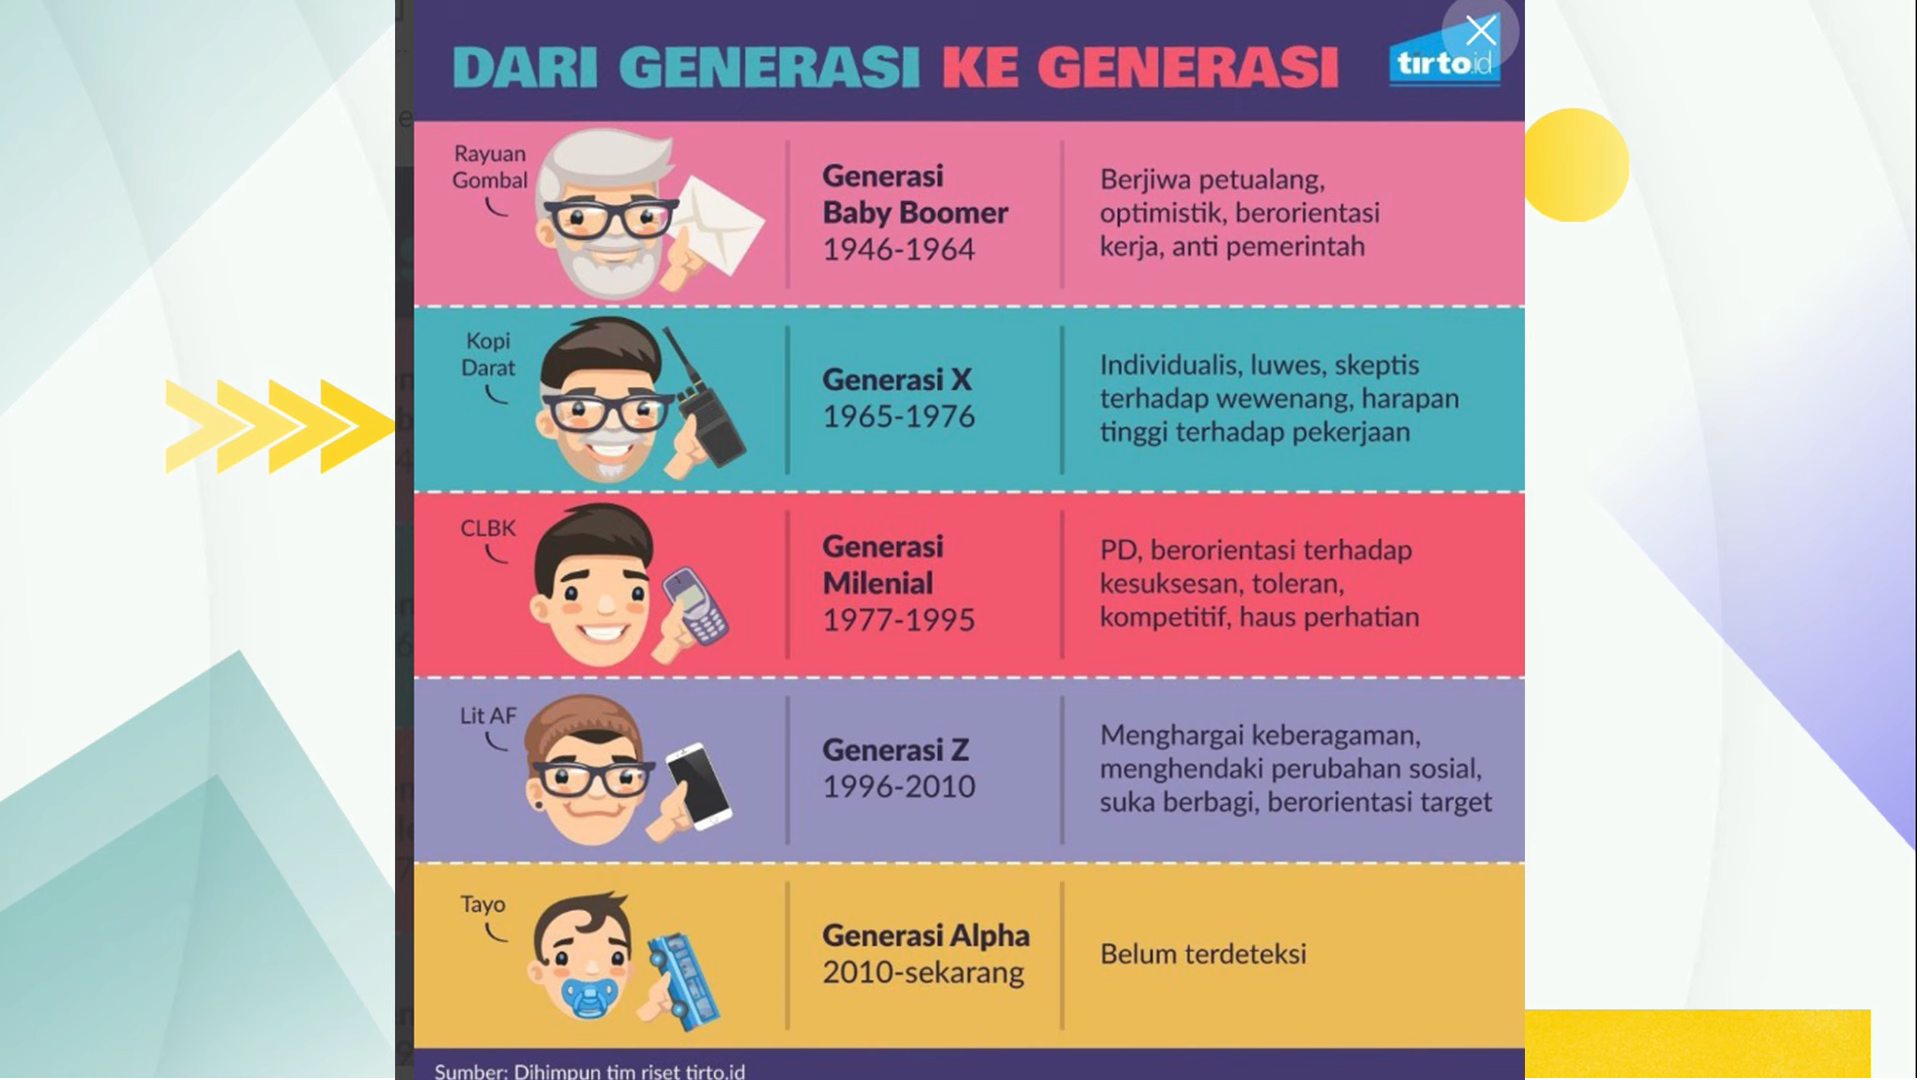 DARI GENERASI KE GENERASI
tirto.id
Rayuan
Gombal
Generasi
Baby Boomer
1946-1964
Berjiwa petualang,
optimistik, berorientasi
kerja, anti pemerintah
Kopi
Darat
Generasi X
1965-1976
Individualis, luwes, skeptis
terhadap wewenang, harapan
tinggi terhadap pekerjaan
CLBK
Generasi
Milenial
1977-1995
PD, berorientasi terhadap
kesuksesan, toleran,
kompetitif, haus perhatian
Lit AF
Generasi Z
1996-2010
Menghargai keberagaman,
menghendaki perubahan sosial,
suka berbagi, berorientasi target
Tayo
Generasi Alpha
2010-sekarang
Belum terdeteksi
Sumber: Dihimpun tim riset tirto.id